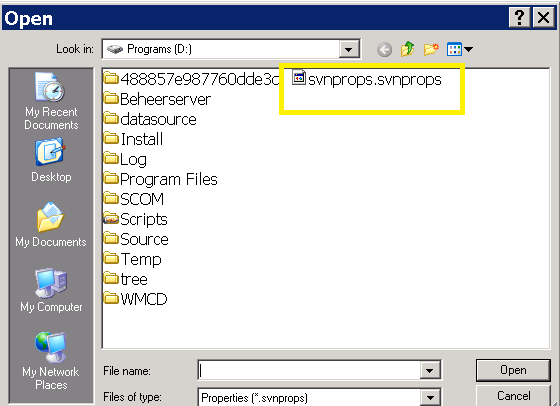 Open
Look in:
Programs (D:)
488857e987760dde3c
svnprops.svnprops
Beheerserver
datasource
Install
Log
Program Files
SCOM
Scripts
Source
Temp
tree
WMCD
My Recent
Documents
Desktop
My Documents
My Computer
My Network
Places
File name:
Open
Files of type:
Properties (*.svnprops)
Cancel